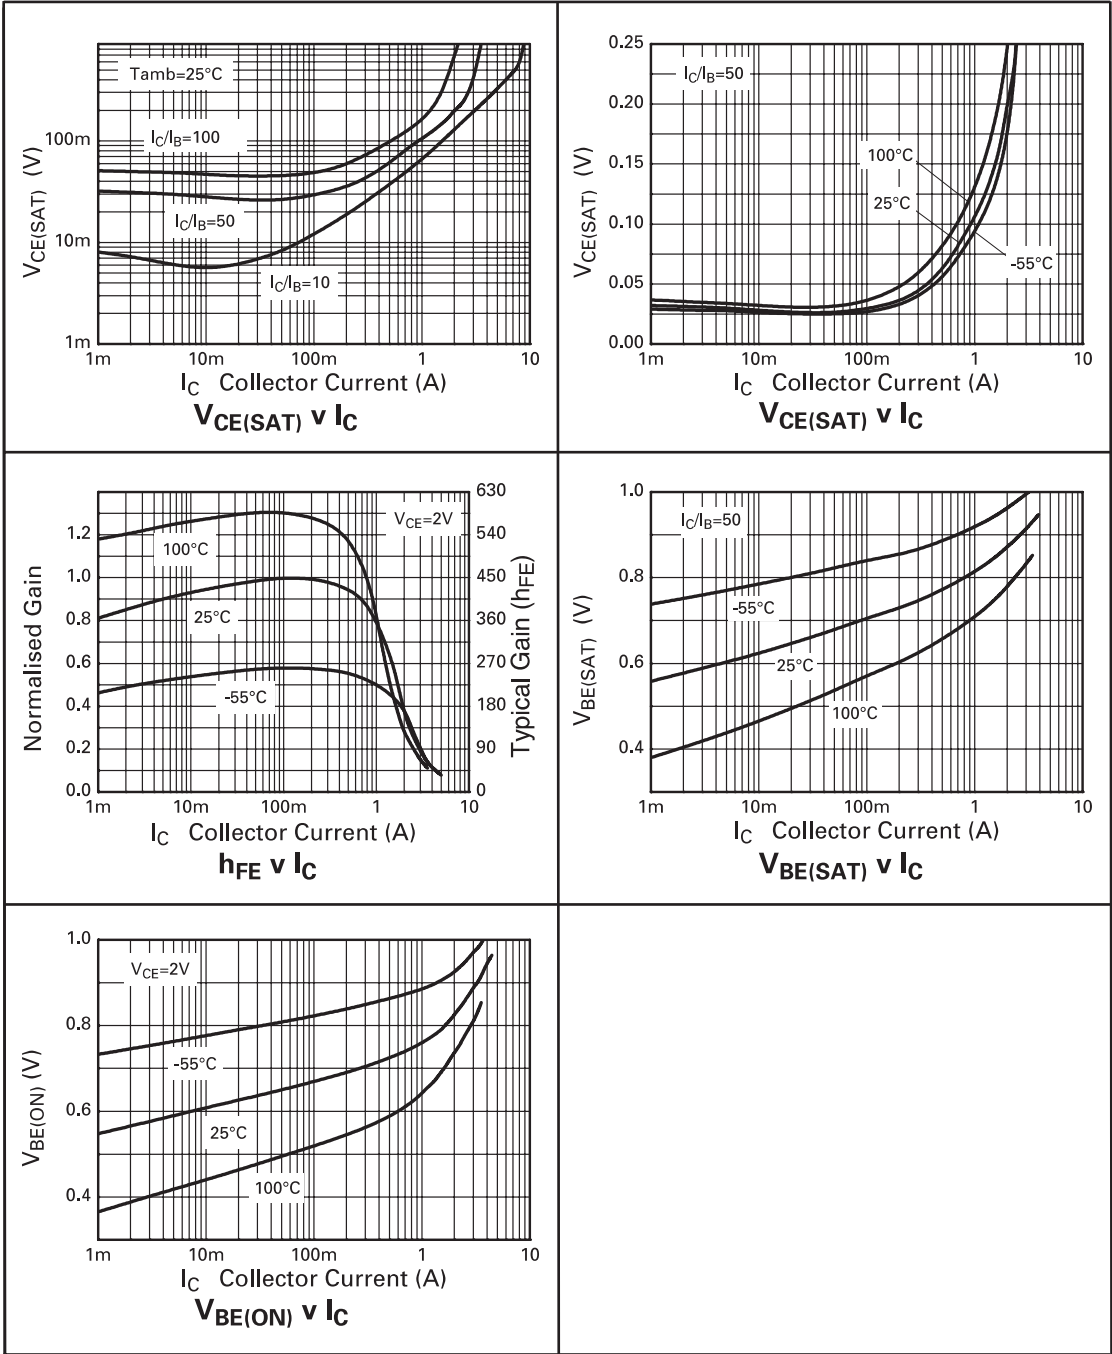 Tamb=25°C
IC/IB=100
IC/IB=50
IC/IB=10
100m
10m
1m
VCE(SAT) (V)
1m 10m 100m 1 10
IC Collector Current (A)
VCE(SAT) v IC
IC/IB=50
100°C
25°C
-55°C
0.25
0.20
0.15
0.10
0.05
0.00
VCE(SAT) (V)
1m 10m 100m 1 10
IC Collector Current (A)
VCE(SAT) v IC
VCE=2V
100°C
25°C
-55°C
1.2
1.0
0.8
0.6
0.4
0.2
0.0
Normalised Gain
630
540
450
360
270
180
90
0
Typical Gain (hFE)
1m 10m 100m 1 10
IC Collector Current (A)
hFE v IC
IC/IB=50
-55°C
25°C
100°C
1.0
0.8
0.6
0.4
VBE(SAT) (V)
1m 10m 100m 1 10
IC Collector Current (A)
VBE(SAT) v IC
VCE=2V
-55°C
25°C
100°C
1.0
0.8
0.6
0.4
VBE(ON) (V)
1m 10m 100m 1 10
IC Collector Current (A)
VBE(ON) v IC